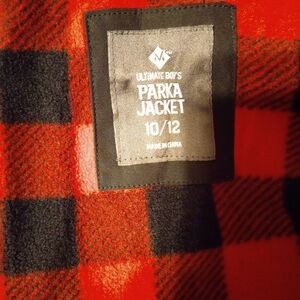 ULTIMATE BOY'S
PARKA
JACKET
10/12
MADE IN CHINA